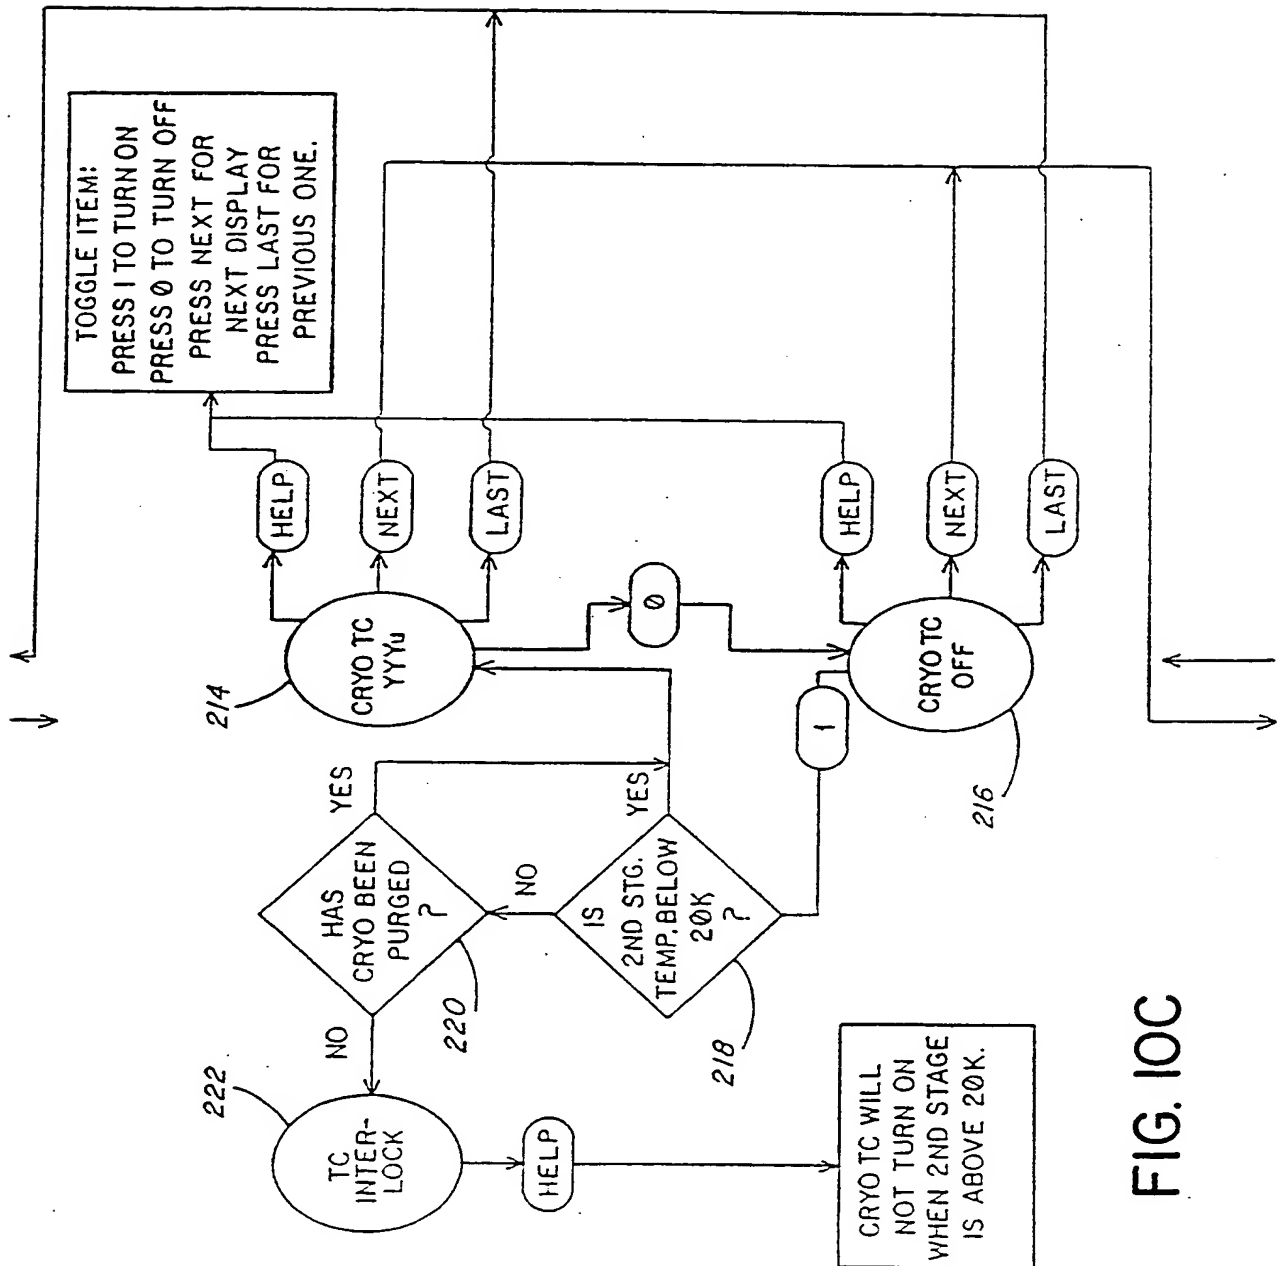 TOGGLE ITEM:
PRESS 1 TO TURN ON
PRESS 0 TO TURN OFF
PRESS NEXT FOR
NEXT DISPLAY
PRESS LAST FOR
PREVIOUS ONE.
HELP
NEXT
LAST
HELP
NEXT
LAST
214
CRYO TC
YYYu
0
CRYO TC
OFF
216
1
YES
HAS
CRYO BEEN
PURGED
?
220
NO
NO
YES
IS
2ND STG.
TEMP. BELOW
20K
?
218
222
TC
INTER-
LOCK
HELP
CRYO TC WILL
NOT TURN ON
WHEN 2ND STAGE
IS ABOVE 20K.
FIG. 10C